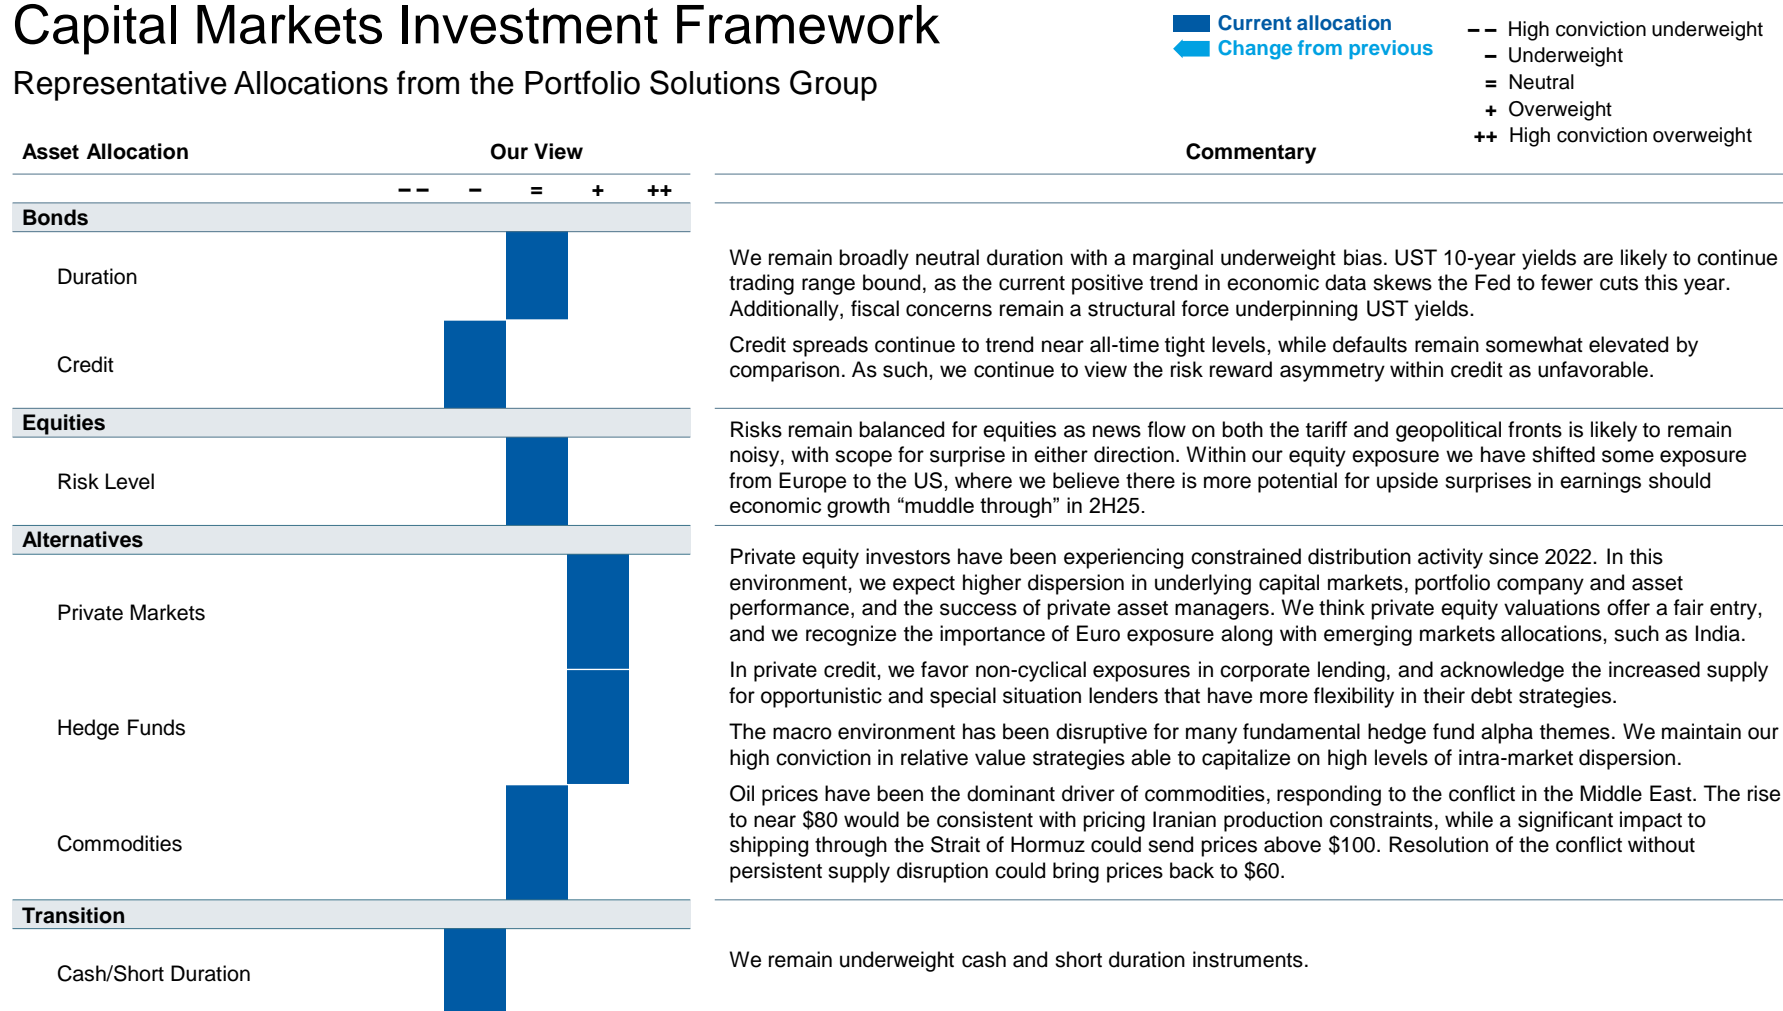 Capital Markets Investment Framework
Representative Allocations from the Portfolio Solutions Group
Current allocation
Change from previous
– – High conviction underweight
– Underweight
= Neutral
+ Overweight
++ High conviction overweight
Asset Allocation Our View Commentary
– – – = + ++
Bonds
Duration
We remain broadly neutral duration with a marginal underweight bias. UST 10-year yields are likely to continue
trading range bound, as the current positive trend in economic data skews the Fed to fewer cuts this year.
Additionally, fiscal concerns remain a structural force underpinning UST yields.
Credit
Credit spreads continue to trend near all-time tight levels, while defaults remain somewhat elevated by
comparison. As such, we continue to view the risk reward asymmetry within credit as unfavorable.
Equities
Risk Level
Risks remain balanced for equities as news flow on both the tariff and geopolitical fronts is likely to remain
noisy, with scope for surprise in either direction. Within our equity exposure we have shifted some exposure
from Europe to the US, where we believe there is more potential for upside surprises in earnings should
economic growth “muddle through” in 2H25.
Alternatives
Private Markets
Private equity investors have been experiencing constrained distribution activity since 2022. In this
environment, we expect higher dispersion in underlying capital markets, portfolio company and asset
performance, and the success of private asset managers. We think private equity valuations offer a fair entry,
and we recognize the importance of Euro exposure along with emerging markets allocations, such as India.
In private credit, we favor non-cyclical exposures in corporate lending, and acknowledge the increased supply
for opportunistic and special situation lenders that have more flexibility in their debt strategies.
Hedge Funds
The macro environment has been disruptive for many fundamental hedge fund alpha themes. We maintain our
high conviction in relative value strategies able to capitalize on high levels of intra-market dispersion.
Commodities
Oil prices have been the dominant driver of commodities, responding to the conflict in the Middle East. The rise
to near $80 would be consistent with pricing Iranian production constraints, while a significant impact to
shipping through the Strait of Hormuz could send prices above $100. Resolution of the conflict without
persistent supply disruption could bring prices back to $60.
Transition
Cash/Short Duration
We remain underweight cash and short duration instruments.